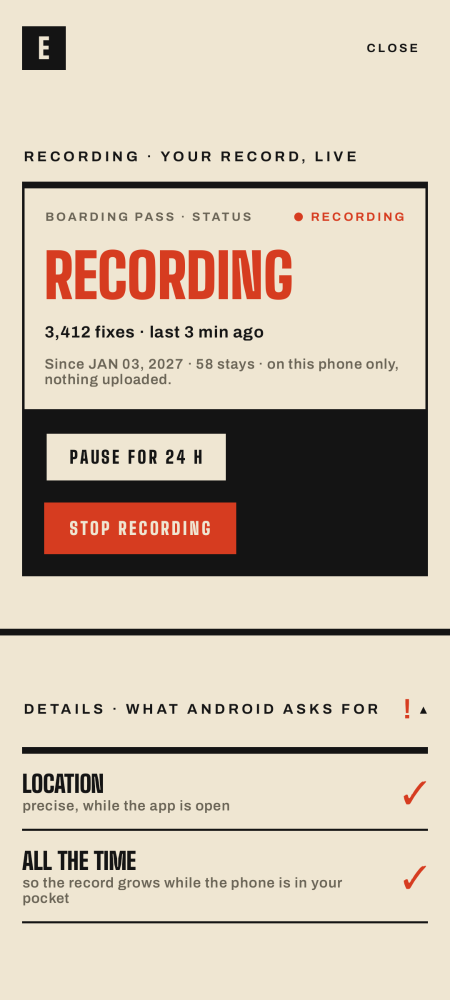 E
CLOSE
RECORDING · YOUR RECORD, LIVE
BOARDING PASS · STATUS
● RECORDING
RECORDING
3,412 fixes · last 3 min ago
Since JAN 03, 2027 · 58 stays · on this phone only,
nothing uploaded.
PAUSE FOR 24 H
STOP RECORDING
DETAILS · WHAT ANDROID ASKS FOR
! ▲
LOCATION
precise, while the app is open
✓
ALL THE TIME
so the record grows while the phone is in your
pocket
✓